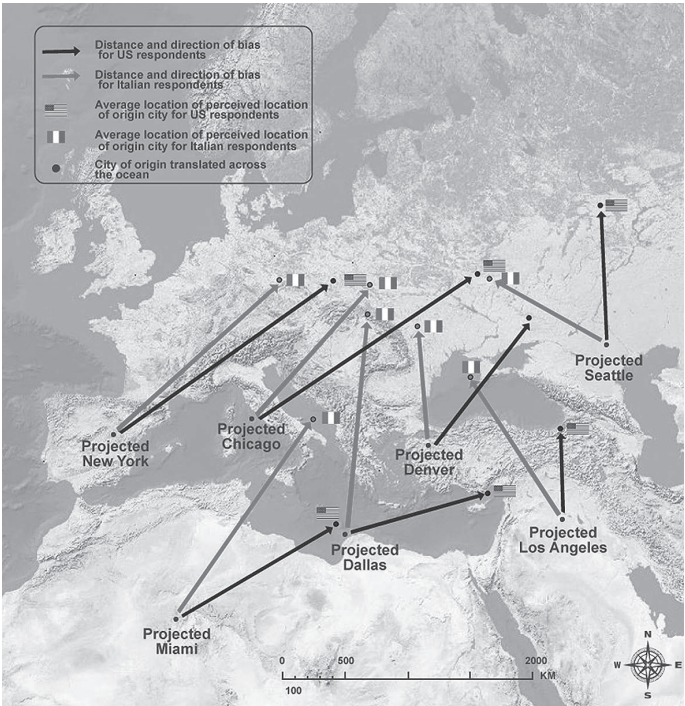 Distance and direction of bias
for US respondents
Distance and direction of bias
for Italian respondents
Average location of perceived location
of origin city for US respondents
Average location of perceived location
of origin city for Italian respondents
City of origin translated across
the ocean
Projected
Seattle
Projected
New York
Projected
Chicago
Projected
Denver
Projected
Los Angeles
Projected
Dallas
Projected
Miami
0 500 2000
KM
100
N
W E
S